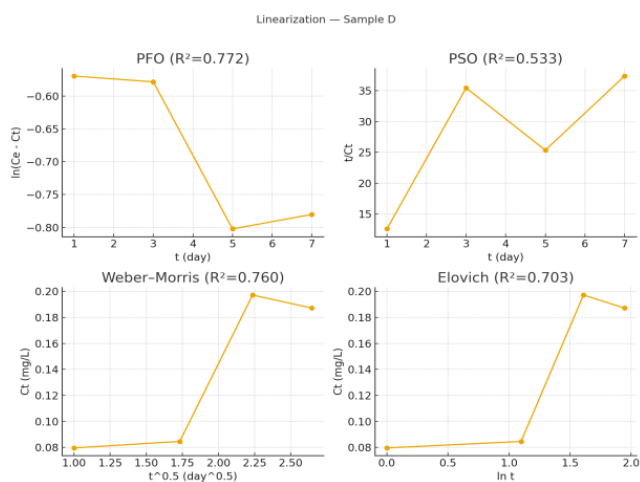 Linearization — Sample D
PFO (R²=0.772)
ln(Ce - Ct)
−0.60
−0.65
−0.70
−0.75
−0.80
1 2 3 4 5 6 7
t (day)
PSO (R²=0.533)
t/Ct
35
30
25
20
15
1 2 3 4 5 6 7
t (day)
Weber–Morris (R²=0.760)
Ct (mg/L)
0.20
0.18
0.16
0.14
0.12
0.10
0.08
1.00 1.25 1.50 1.75 2.00 2.25 2.50
t^0.5 (day^0.5)
Elovich (R²=0.703)
Ct (mg/L)
0.20
0.18
0.16
0.14
0.12
0.10
0.08
0.0 0.5 1.0 1.5 2.0
ln t